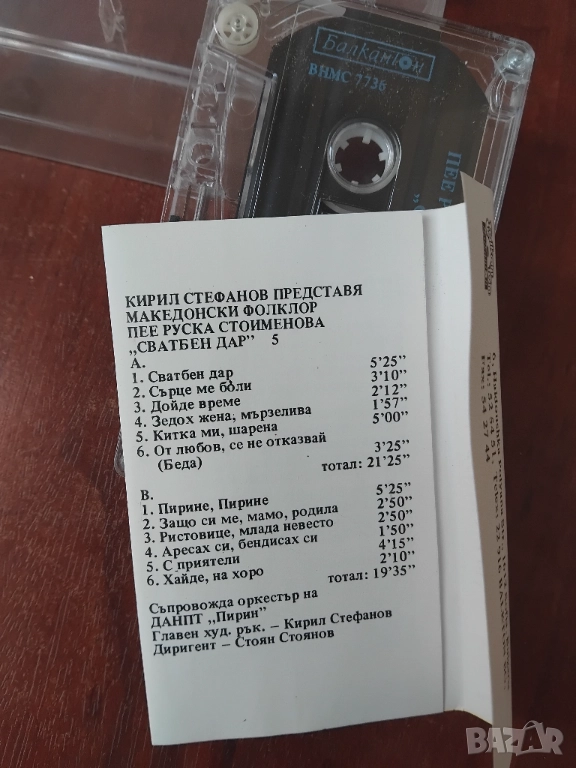 Балкантон
ВНМС 7736
ПЕЕ
КИРИЛ СТЕФАНОВ ПРЕДСТАВЯ
МАКЕДОНСКИ ФОЛКЛОР
ПЕЕ РУСКА СТОИМЕНОВА
„СВАТБЕН ДАР" 5
А.
1. Сватбен дар 5'25"
2. Сърце ме боли 3'10"
3. Дойде време 2'12"
4. Зедох жена, мързелива 1'57"
5. Китка ми, шарена 5'00"
6. От любов, се не отказвай
(Беда) 3'25"
тотал: 21'25"
В.
1. Пирине, Пирине 5'25"
2. Защо си ме, мамо, родила 2'50"
3. Ристовице, млада невесто 2'50"
4. Аресах си, бендисах си 1'50"
5. С приятели 4'15"
6. Хайде, на хоро 2'10"
тотал: 19'35"
Съпровожда оркестър на
ДАНПТ „Пирин"
Главен худ. рък. – Кирил Стефанов
Диригент – Стоян Стоянов
BAZAR